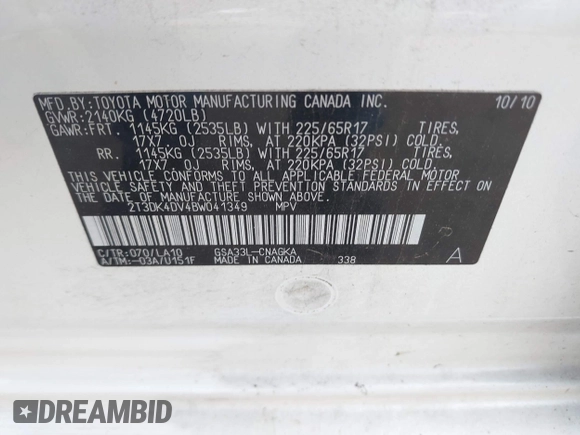 MFD.BY:TOYOTA MOTOR MANUFACTURING CANADA INC. 10/10
GVWR:2140KG (4720LB)
GAWR:FRT. 1145KG (2535LB) WITH 225/65R17 TIRES,
17X7.0J RIMS, AT 220KPA (32PSI) COLD.
RR. 1145KG (2535LB) WITH 225/65R17 TIRES,
17X7.0J RIMS, AT 220KPA (32PSI) COLD.
THIS VEHICLE CONFORMS TO ALL APPLICABLE FEDERAL MOTOR
VEHICLE SAFETY AND THEFT PREVENTION STANDARDS IN EFFECT ON
THE DATE OF MANUFACTURE SHOWN ABOVE.
2T3DK4DV4BW041349 MPV
C/TR:070/LA10 GSA33L-CNAGKA A
A/TM:-03A/U151F MADE IN CANADA 338
DREAMBID
DREAMBID.COM